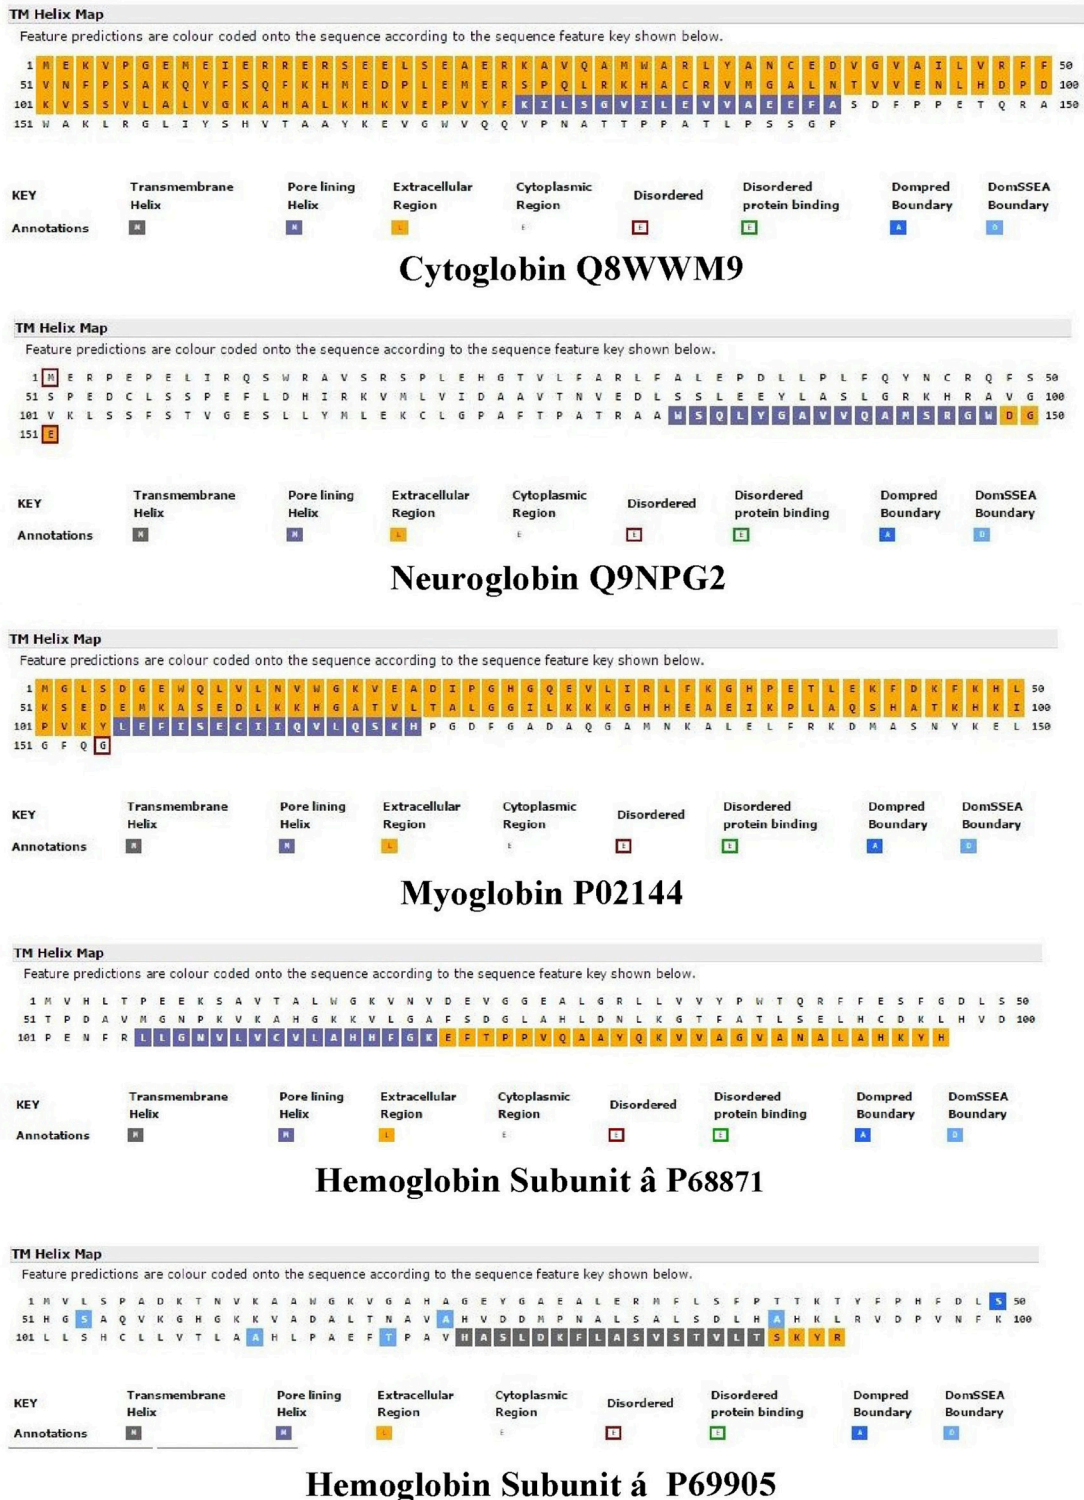 TM Helix Map
Feature predictions are colour coded onto the sequence according to the sequence feature key shown below.
1 M E K V P G E M E I E R R E R S E E L S E A E R K A V Q A M W A R L Y A N C E D V G V A I L V R F F 50
51 V N F P S A K Q Y F S Q F K H M E D P L E M E R S P Q L R K H A C R V M G A L N T V V E N L H D P D 100
101 K V S S V L A L V G K A H A L K H K V E P V Y F K I L S G V I L E V V A E E F A S D F P P E T Q R A 150
151 W A K L R G L I Y S H V T A A Y K E V G W V Q Q V P N A T T P P A T L P S S G P
KEY Transmembrane Helix Pore lining Helix Extracellular Region Cytoplasmic Region Disordered Disordered protein binding Dompred Boundary DomSSEA Boundary
Annotations M M L E E E A D
Cytoglobin Q8WWM9
TM Helix Map
Feature predictions are colour coded onto the sequence according to the sequence feature key shown below.
1 M E R P E P E L I R Q S W R A V S R S P L E H G T V L F A R L F A L E P D L L P L F Q Y N C R Q F S 50
51 S P E D C L S S P E F L D H I R K V M L V I D A A V T N V E D L S S L E E Y L A S L G R K H R A V G 100
101 V K L S S F S T V G E S L L Y M L E K C L G P A F T P A T R A A W S Q L Y G A V V Q A M S R G W D G 150
151 E
KEY Transmembrane Helix Pore lining Helix Extracellular Region Cytoplasmic Region Disordered Disordered protein binding Dompred Boundary DomSSEA Boundary
Annotations M M L E E E A D
Neuroglobin Q9NPG2
TM Helix Map
Feature predictions are colour coded onto the sequence according to the sequence feature key shown below.
1 M G L S D G E W Q L V L N V W G K V E A D I P G H G Q E V L I R L F K G H P E T L E K F D K F K H L 50
51 K S E D E M K A S E D L K K H G A T V L T A L G G I L K K K G H H E A E I K P L A Q S H A T K H K I 100
101 P V K Y L E F I S E C I I Q V L Q S K H P G D F G A D A Q G A M N K A L E L F R K D M A S N Y K E L 150
151 G F Q G
KEY Transmembrane Helix Pore lining Helix Extracellular Region Cytoplasmic Region Disordered Disordered protein binding Dompred Boundary DomSSEA Boundary
Annotations M M L E E E A D
Myoglobin P02144
TM Helix Map
Feature predictions are colour coded onto the sequence according to the sequence feature key shown below.
1 M V H L T P E E K S A V T A L W G K V N V D E V G G E A L G R L L V V Y P W T Q R F F E S F G D L S 50
51 T P D A V M G N P K V K A H G K K V L G A F S D G L A H L D N L K G T F A T L S E L H C D K L H V D 100
101 P E N F R L L G N V L V C V L A H H F G K E F T P P V Q A A Y Q K V V A G V A N A L A H K Y H
KEY Transmembrane Helix Pore lining Helix Extracellular Region Cytoplasmic Region Disordered Disordered protein binding Dompred Boundary DomSSEA Boundary
Annotations M M L E E E A D
Hemoglobin Subunit â P68871
TM Helix Map
Feature predictions are colour coded onto the sequence according to the sequence feature key shown below.
1 M V L S P A D K T N V K A A W G K V G A H A G E Y G A E A L E R M F L S F P T T K T Y F P H F D L S 50
51 H G S A Q V K G H G K K V A D A L T N A V A H V D D M P N A L S A L S D L H A H K L R V D P V N F K 100
101 L L S H C L L V T L A A H L P A E F T P A V H A S L D K F L A S V S T V L T S K Y R
KEY Transmembrane Helix Pore lining Helix Extracellular Region Cytoplasmic Region Disordered Disordered protein binding Dompred Boundary DomSSEA Boundary
Annotations M M L E E E A D
Hemoglobin Subunit á P69905